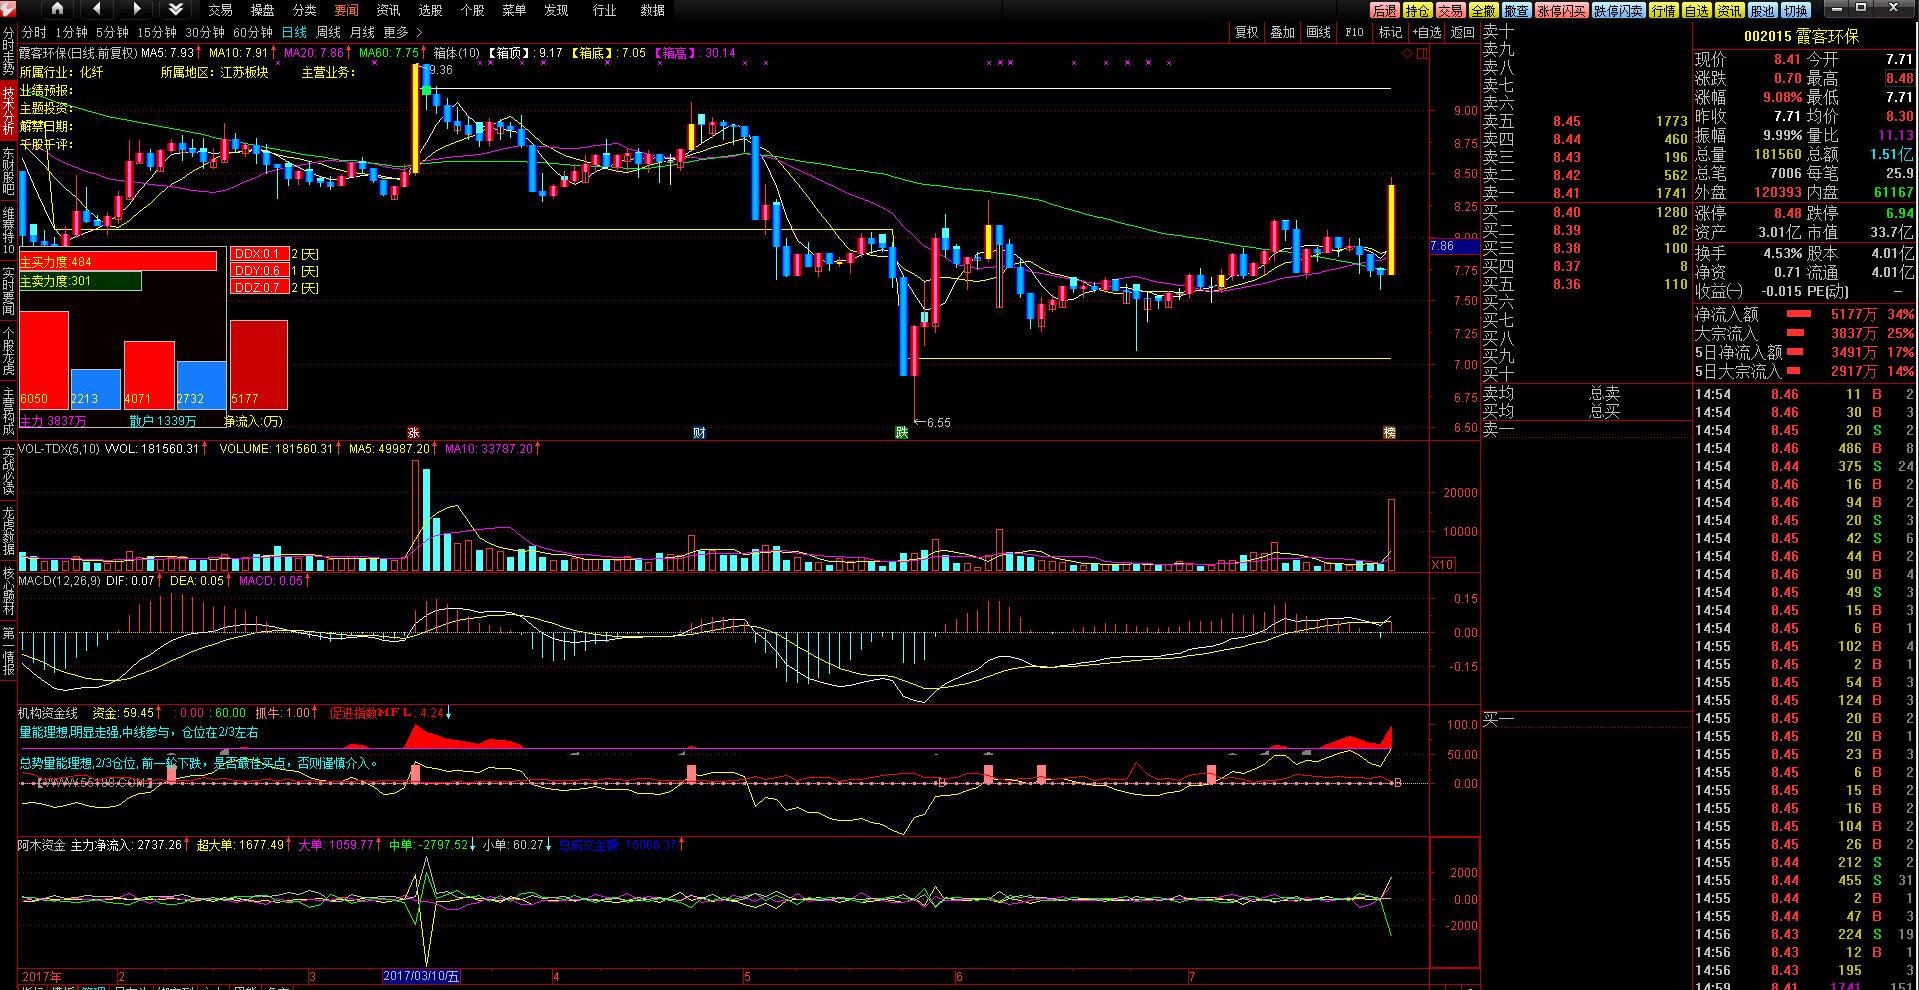 交易 操盘 分类 要闻 资讯 选股 个股 菜单 发现 行业 数据
后退 持仓 交易 全撤 撤查 涨停闪买 跌停闪卖 行情 自选 资讯 股池 切换
分时 1分钟 5分钟 15分钟 30分钟 60分钟 日线 周线 月线 更多 >
复权 叠加 画线 F10 标记 +自选 返回
霞客环保(日线.前复权) MA5: 7.93↑ MA10: 7.91↑ MA20: 7.86↑ MA60: 7.75↑ 箱体(10) 【箱顶】: 9.17 【箱底】: 7.05 【箱高】: 30.14
所属行业: 化纤 所属地区: 江苏板块 主营业务:
业绩预报:
主题投资:
解禁日期:
千股千评:
分时走势
技术分析
东财股吧
维赛特10
实时要闻
个股龙虎
主营构成
实战必读
龙虎数据
核心题材
第一情报
9.36
9.00
8.75
8.50
8.25
8.00
7.86
7.75
7.50
7.25
7.00
6.75
6.50
主买力度:484
主卖力度:301
DDX:0.1 2 [天]
DDY:0.6 1 [天]
DDZ:0.7 2 [天]
6050 2213 4071 2732 5177
主力 3837万 散户 1339万 净流入:(万)
←6.55
涨 财 跌 榜
VOL-TDX(5,10) VVOL: 181560.31↑ VOLUME: 181560.31↑ MA5: 49987.20↑ MA10: 33787.20↑
20000
10000
X10
MACD(12,26,9) DIF: 0.07↑ DEA: 0.05↑ MACD: 0.05↑
0.15
0.00
-0.15
机构资金线 资金: 59.45↑ : 0.00 : 60.00 抓牛: 1.00↑ 促进指数MFL: 4.24↓
量能理想,明显走强,中线参与，仓位在2/3左右
总势量能理想,2/3仓位,前一轮下跌，是否最佳买点，否则谨慎介入。
【WWW.55188.COM】
100.0
50.00
0.00
阿木资金 主力净流入: 2737.26↑ 超大单: 1677.49↑ 大单: 1059.77↑ 中单: -2797.52↓ 小单: 60.27↓ 总成交金额: 15066.37↑
2000
0.00
-2000
2017年 2 3 2017/03/10/五 4 5 6 7
卖十
卖九
卖八
卖七
卖六
卖五 8.45 1773
卖四 8.44 460
卖三 8.43 196
卖二 8.42 562
卖一 8.41 1741
买一 8.40 1280
买二 8.39 82
买三 8.38 100
买四 8.37 8
买五 8.36 110
买六
买七
买八
买九
买十
卖均 总卖
买均 总买
卖一
买一
002015 霞客环保
现价 8.41 今开 7.71
涨跌 0.70 最高 8.48
涨幅 9.08% 最低 7.71
昨收 7.71 均价 8.30
振幅 9.99% 量比 11.13
总量 181560 总额 1.51亿
总笔 7006 每笔 25.9
外盘 120393 内盘 61167
涨停 8.48 跌停 6.94
资产 3.01亿 市值 33.7亿
换手 4.53% 股本 4.01亿
净资 0.71 流通 4.01亿
收益(一) -0.015 PE[动] –
净流入额 5177万 34%
大宗流入 3837万 25%
5日净流入额 3491万 17%
5日大宗流入 2917万 14%
14:54 8.46 11 B 2
14:54 8.46 30 B 3
14:54 8.45 20 S 2
14:54 8.46 486 B 8
14:54 8.44 375 S 24
14:54 8.46 16 B 2
14:54 8.46 94 B 2
14:54 8.45 20 S 3
14:54 8.45 42 S 6
14:54 8.46 44 B 2
14:54 8.46 90 B 4
14:54 8.45 49 S 3
14:54 8.45 15 B 3
14:54 8.45 6 B 1
14:55 8.45 102 B 4
14:55 8.45 2 B 1
14:55 8.45 54 B 3
14:55 8.45 124 B 3
14:55 8.45 20 B 2
14:55 8.45 20 B 1
14:55 8.45 23 B 3
14:55 8.45 6 B 2
14:55 8.45 15 B 2
14:55 8.45 16 B 2
14:55 8.45 104 B 2
14:55 8.45 26 B 2
14:55 8.44 212 S 2
14:55 8.44 455 S 31
14:55 8.44 2 B 1
14:55 8.44 47 B 3
14:56 8.43 224 S 19
14:56 8.43 12 B 1
14:56 8.43 195 3
14:59 8.41 1741 151